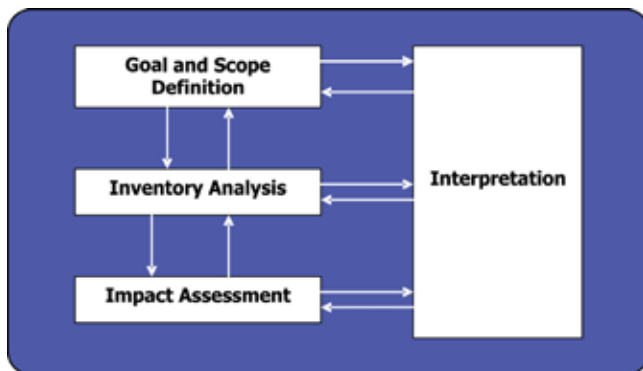 Goal and Scope
Definition
Inventory Analysis
Interpretation
Impact Assessment